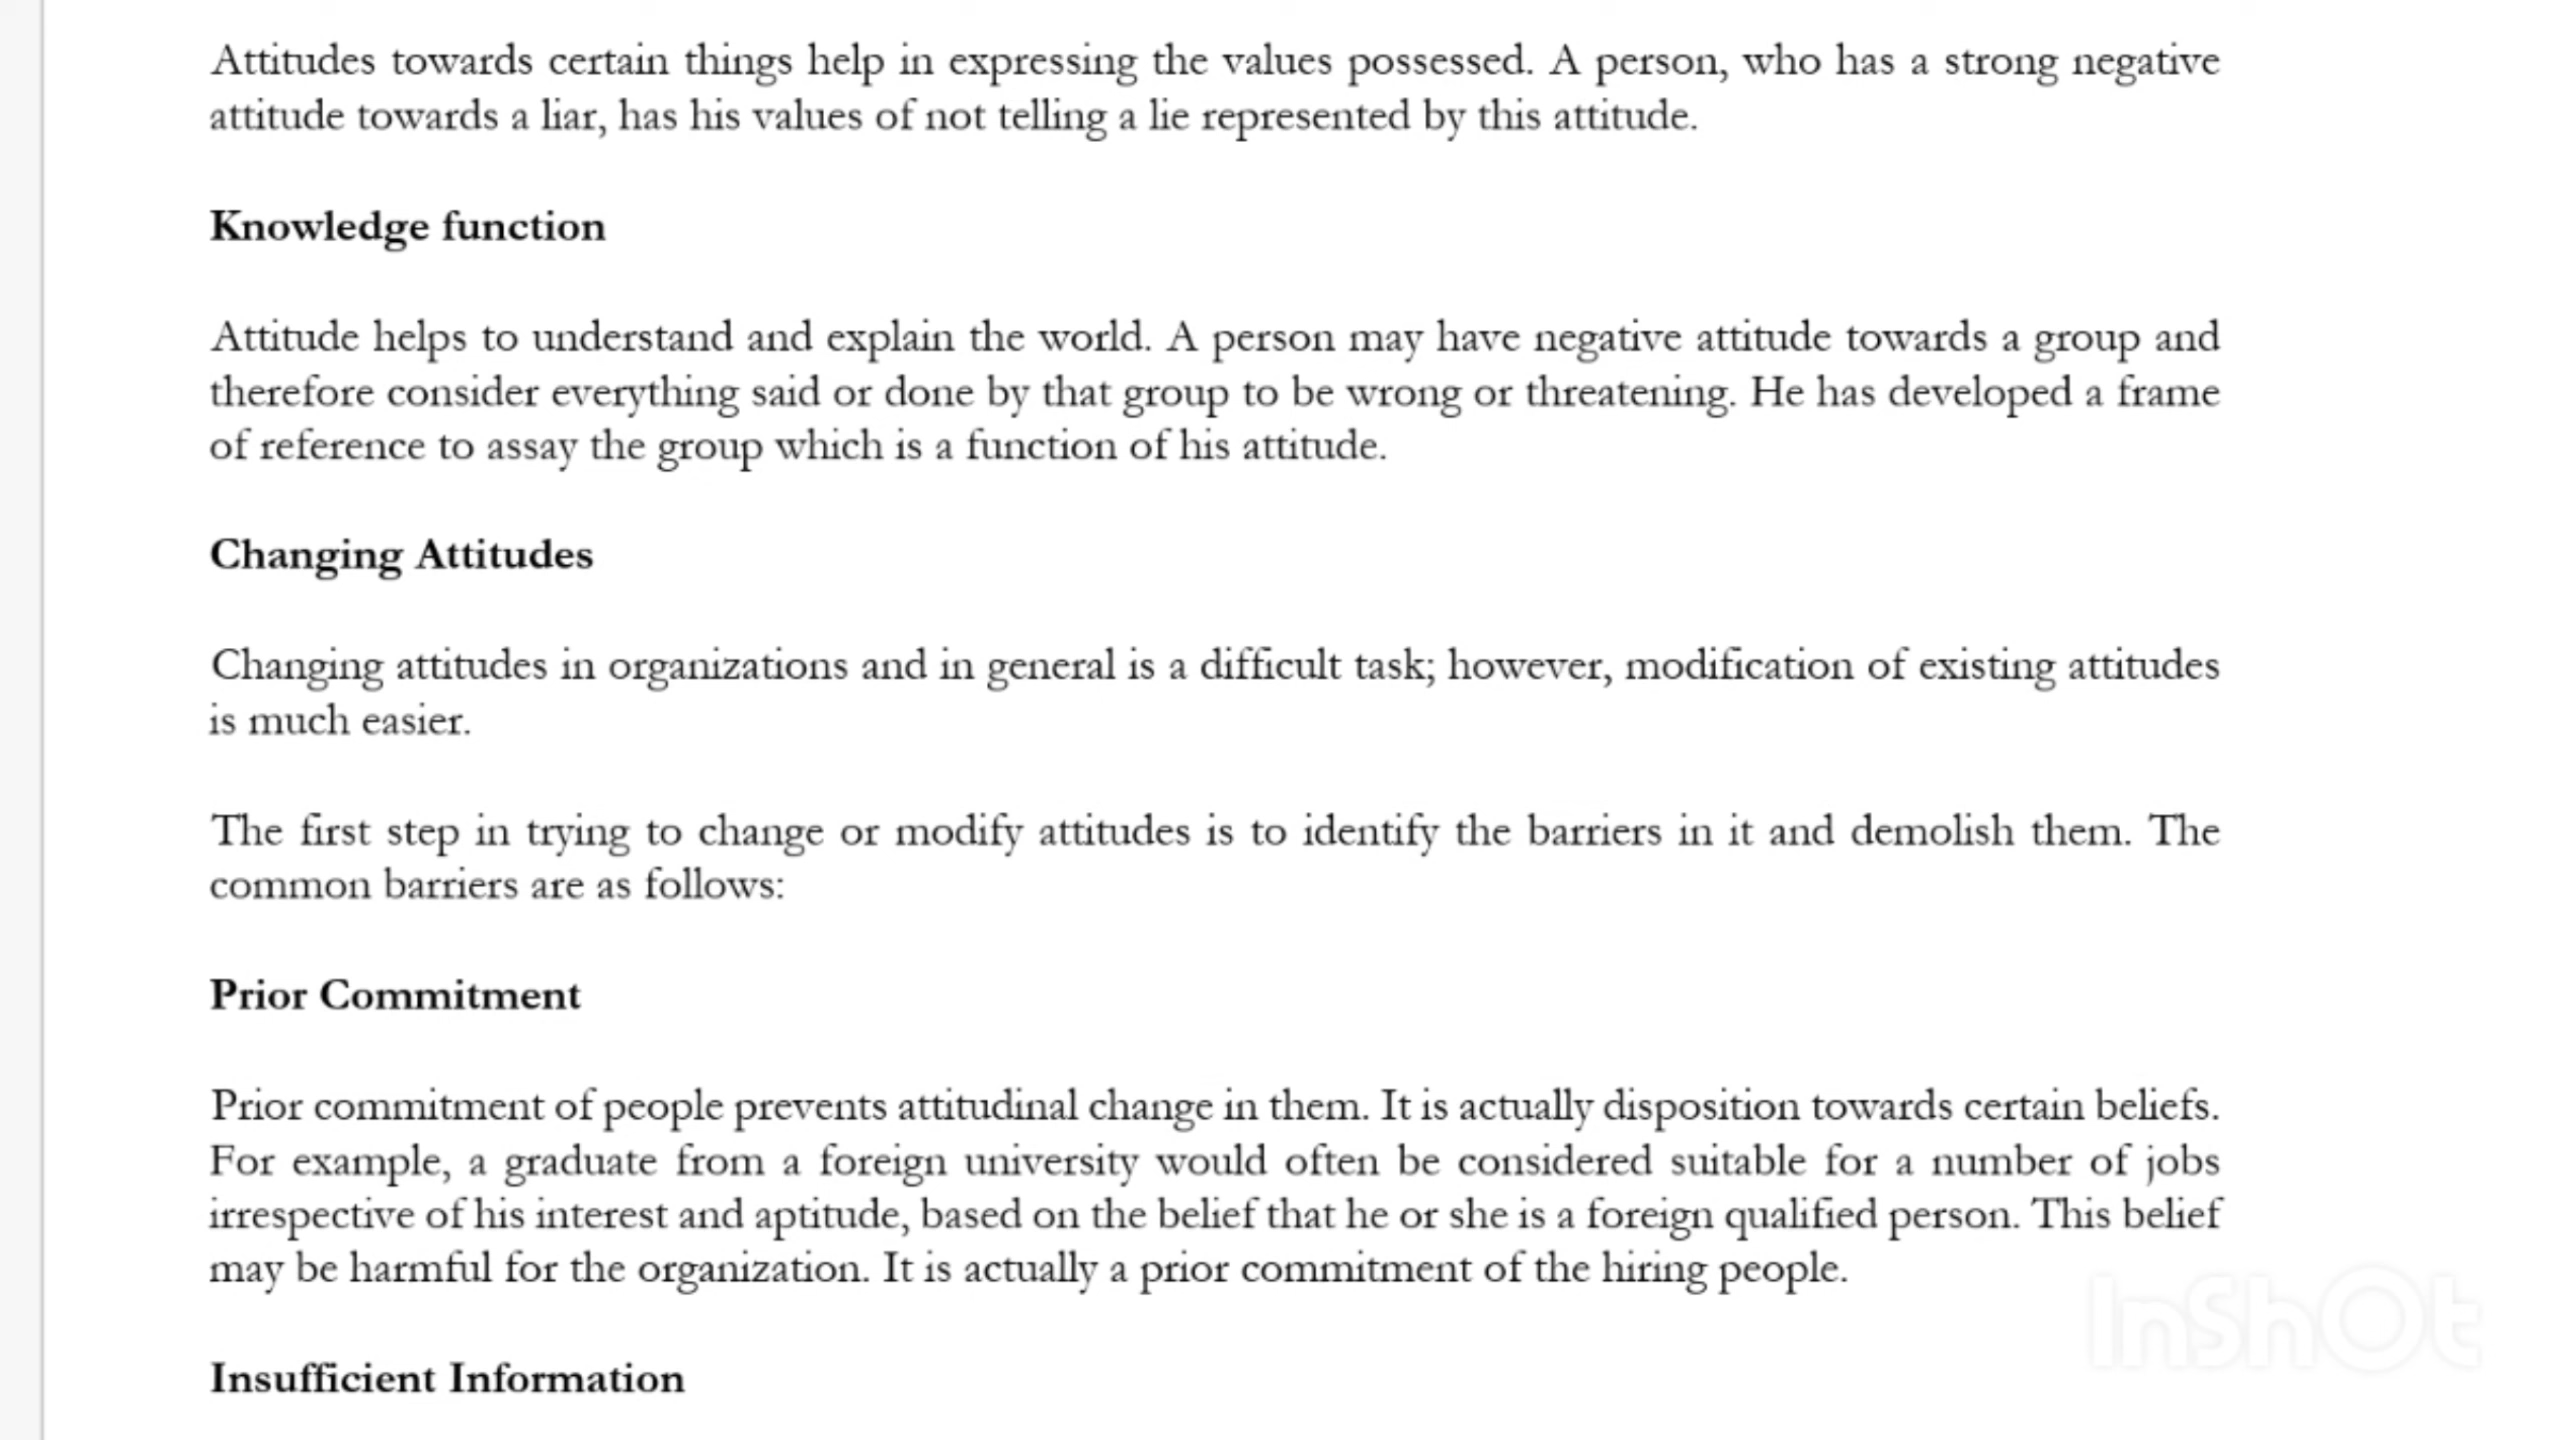 Attitudes towards certain things help in expressing the values possessed. A person, who has a strong negative
attitude towards a liar, has his values of not telling a lie represented by this attitude.
Knowledge function
Attitude helps to understand and explain the world. A person may have negative attitude towards a group and
therefore consider everything said or done by that group to be wrong or threatening. He has developed a frame
of reference to assay the group which is a function of his attitude.
Changing Attitudes
Changing attitudes in organizations and in general is a difficult task; however, modification of existing attitudes
is much easier.
The first step in trying to change or modify attitudes is to identify the barriers in it and demolish them. The
common barriers are as follows:
Prior Commitment
Prior commitment of people prevents attitudinal change in them. It is actually disposition towards certain beliefs.
For example, a graduate from a foreign university would often be considered suitable for a number of jobs
irrespective of his interest and aptitude, based on the belief that he or she is a foreign qualified person. This belief
may be harmful for the organization. It is actually a prior commitment of the hiring people.
InShOt
Insufficient Information